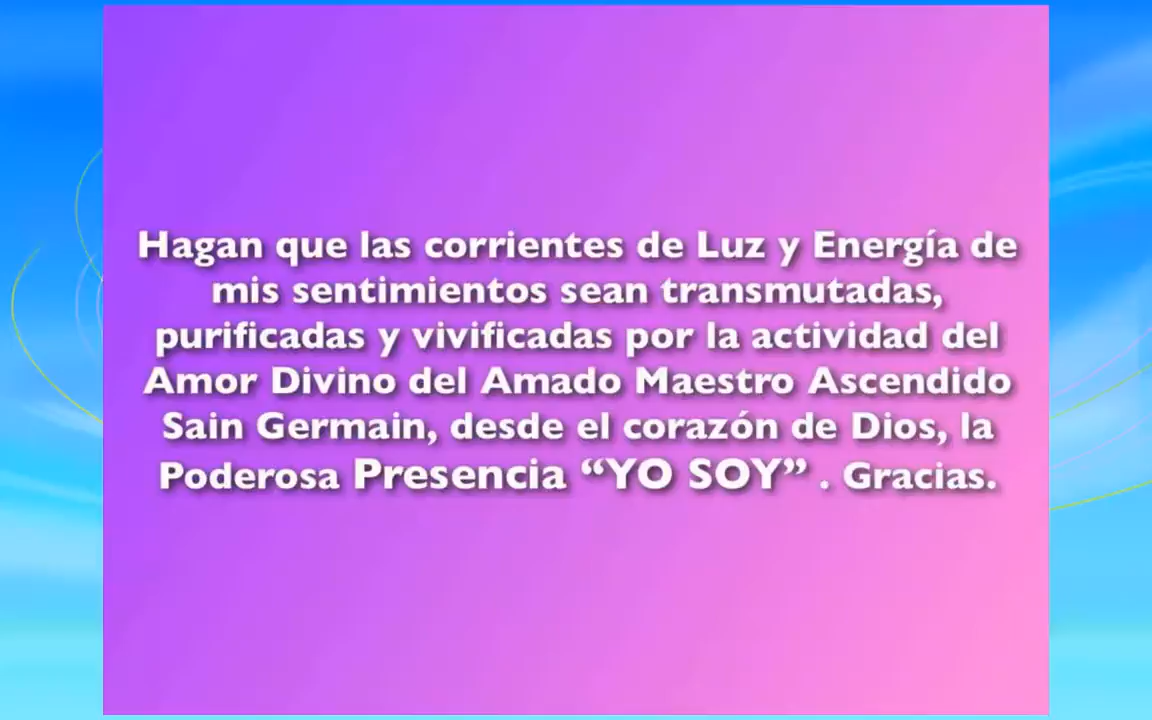 Hagan que las corrientes de Luz y Energía de
mis sentimientos sean transmutadas,
purificadas y vivificadas por la actividad del
Amor Divino del Amado Maestro Ascendido
Sain Germain, desde el corazón de Dios, la
Poderosa Presencia “YO SOY” . Gracias.